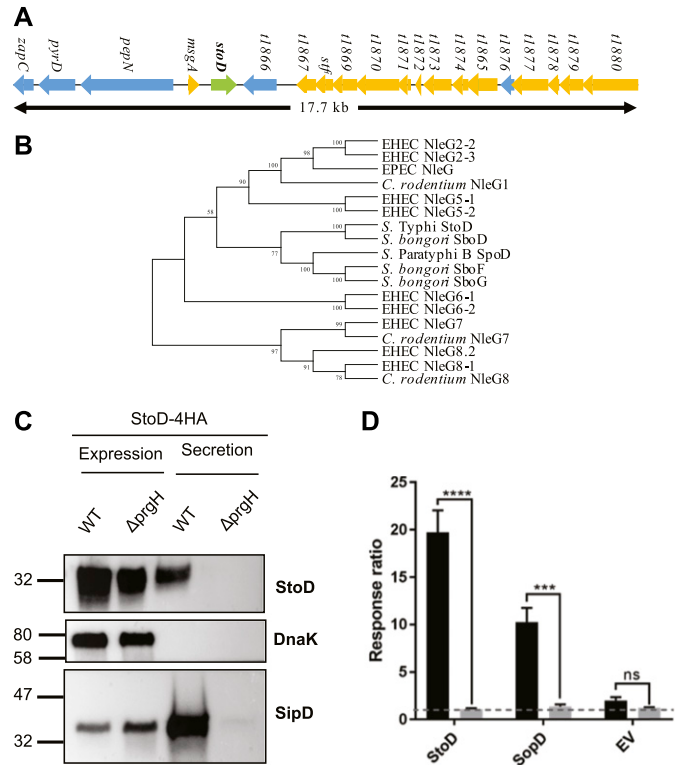 A
zapC pyrD pepN msgA stoD t1866 t1867 stf t1869 t1870 t1871 t1872 t1873 t1874 t1865 t1876 t1877 t1878 t1879 t1880
17.7 kb
B
EHEC NleG2-2
EHEC NleG2-3
EPEC NleG
C. rodentium NleG1
EHEC NleG5-1
EHEC NleG5-2
S. Typhi StoD
S. bongori SboD
S. Paratyphi B SpoD
S. bongori SboF
S. bongori SboG
EHEC NleG6-1
EHEC NleG6-2
EHEC NleG7
C. rodentium NleG7
EHEC NleG8.2
EHEC NleG8-1
C. rodentium NleG8
100
98
100
90
100
58
100
77
100
100
100
99
97
91
78
C
StoD-4HA
Expression Secretion
WT ΔprgH WT ΔprgH
32 StoD
80 DnaK
58
47 SipD
32
D
Response ratio
25
20
15
10
5
0
****
***
ns
StoD SopD EV